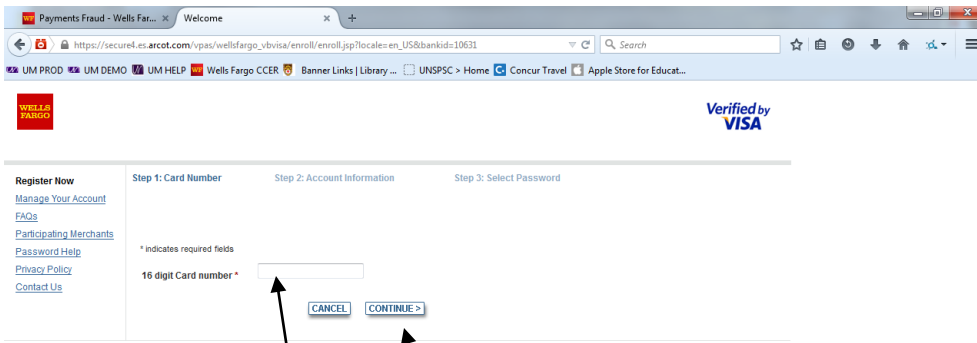 Payments Fraud - Wells Far... × Welcome × +
https://secure4.es.arcot.com/vpas/wellsfargo_vbvisa/enroll/enroll.jsp?locale=en_US&bankid=10631 Search
UM PROD UM DEMO UM HELP Wells Fargo CCER Banner Links | Library ... UNSPSC > Home Concur Travel Apple Store for Educat...
WELLS
FARGO
Verified by
VISA
Register Now Step 1: Card Number Step 2: Account Information Step 3: Select Password
Manage Your Account
FAQs
Participating Merchants
Password Help * indicates required fields
Privacy Policy 16 digit Card number *
Contact Us
CANCEL CONTINUE >